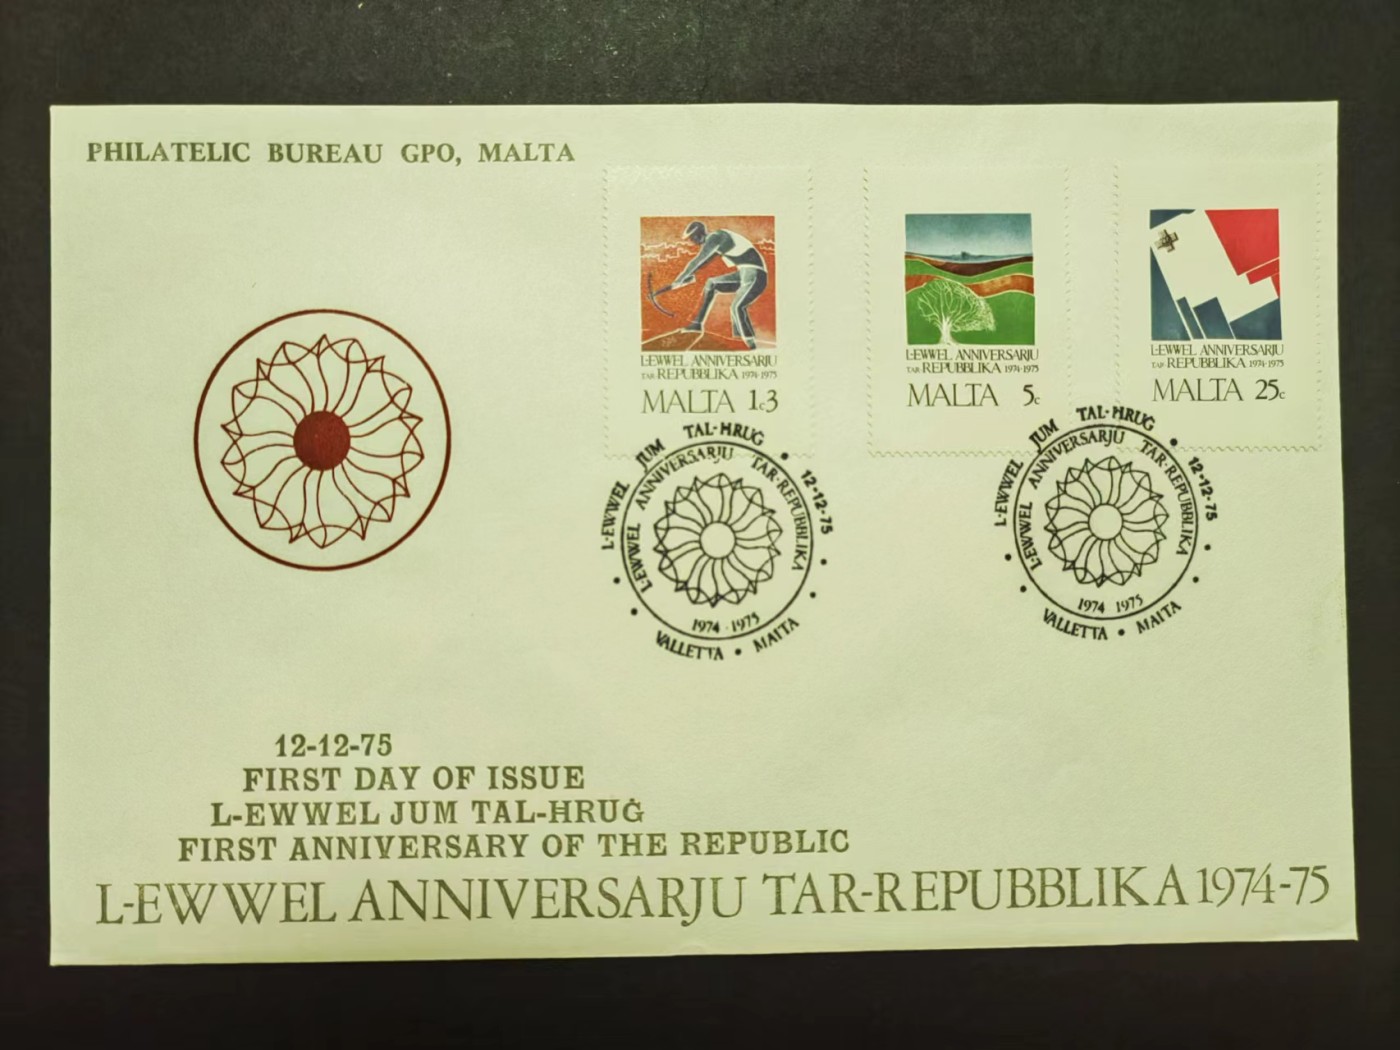 PHILATELIC BUREAU GPO, MALTA
L-EWWEL ANNIVERSARJU
TAR-REPUBBLIKA 1974-1975
MALTA 1c3
L-EWWEL ANNIVERSARJU
TAR-REPUBBLIKA 1974-1975
MALTA 5c
L-EWWEL ANNIVERSARJU
TAR-REPUBBLIKA 1974-1975
MALTA 25c
L-EWWEL JUM TAL-ĦRUĠ • 12-12-75
L-EWWEL ANNIVERSARJU TAR-REPUBBLIKA
1974-1975
VALLETTA • MALTA
L-EWWEL JUM TAL-ĦRUĠ • 12-12-75
L-EWWEL ANNIVERSARJU TAR-REPUBBLIKA
1974 1975
VALLETTA • MALTA
12-12-75
FIRST DAY OF ISSUE
L-EWWEL JUM TAL-ĦRUĠ
FIRST ANNIVERSARY OF THE REPUBLIC
L-EWWEL ANNIVERSARJU TAR-REPUBBLIKA 1974-75